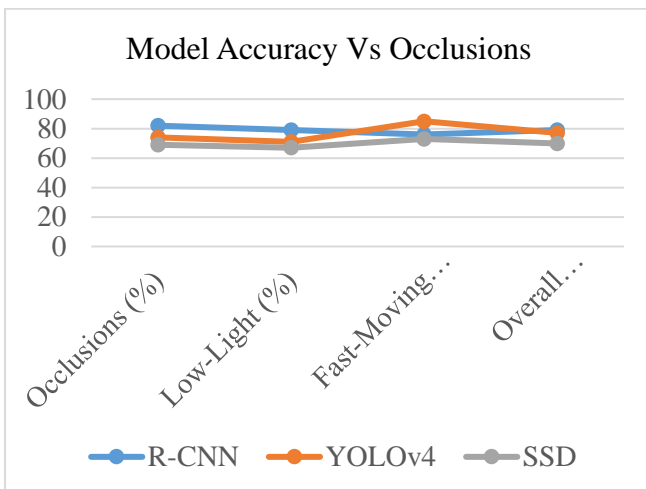 Model Accuracy Vs Occlusions
100
80
60
40
20
0
Occlusions (%)
Low-Light (%)
Fast-Moving…
Overall…
R-CNN
YOLOv4
SSD